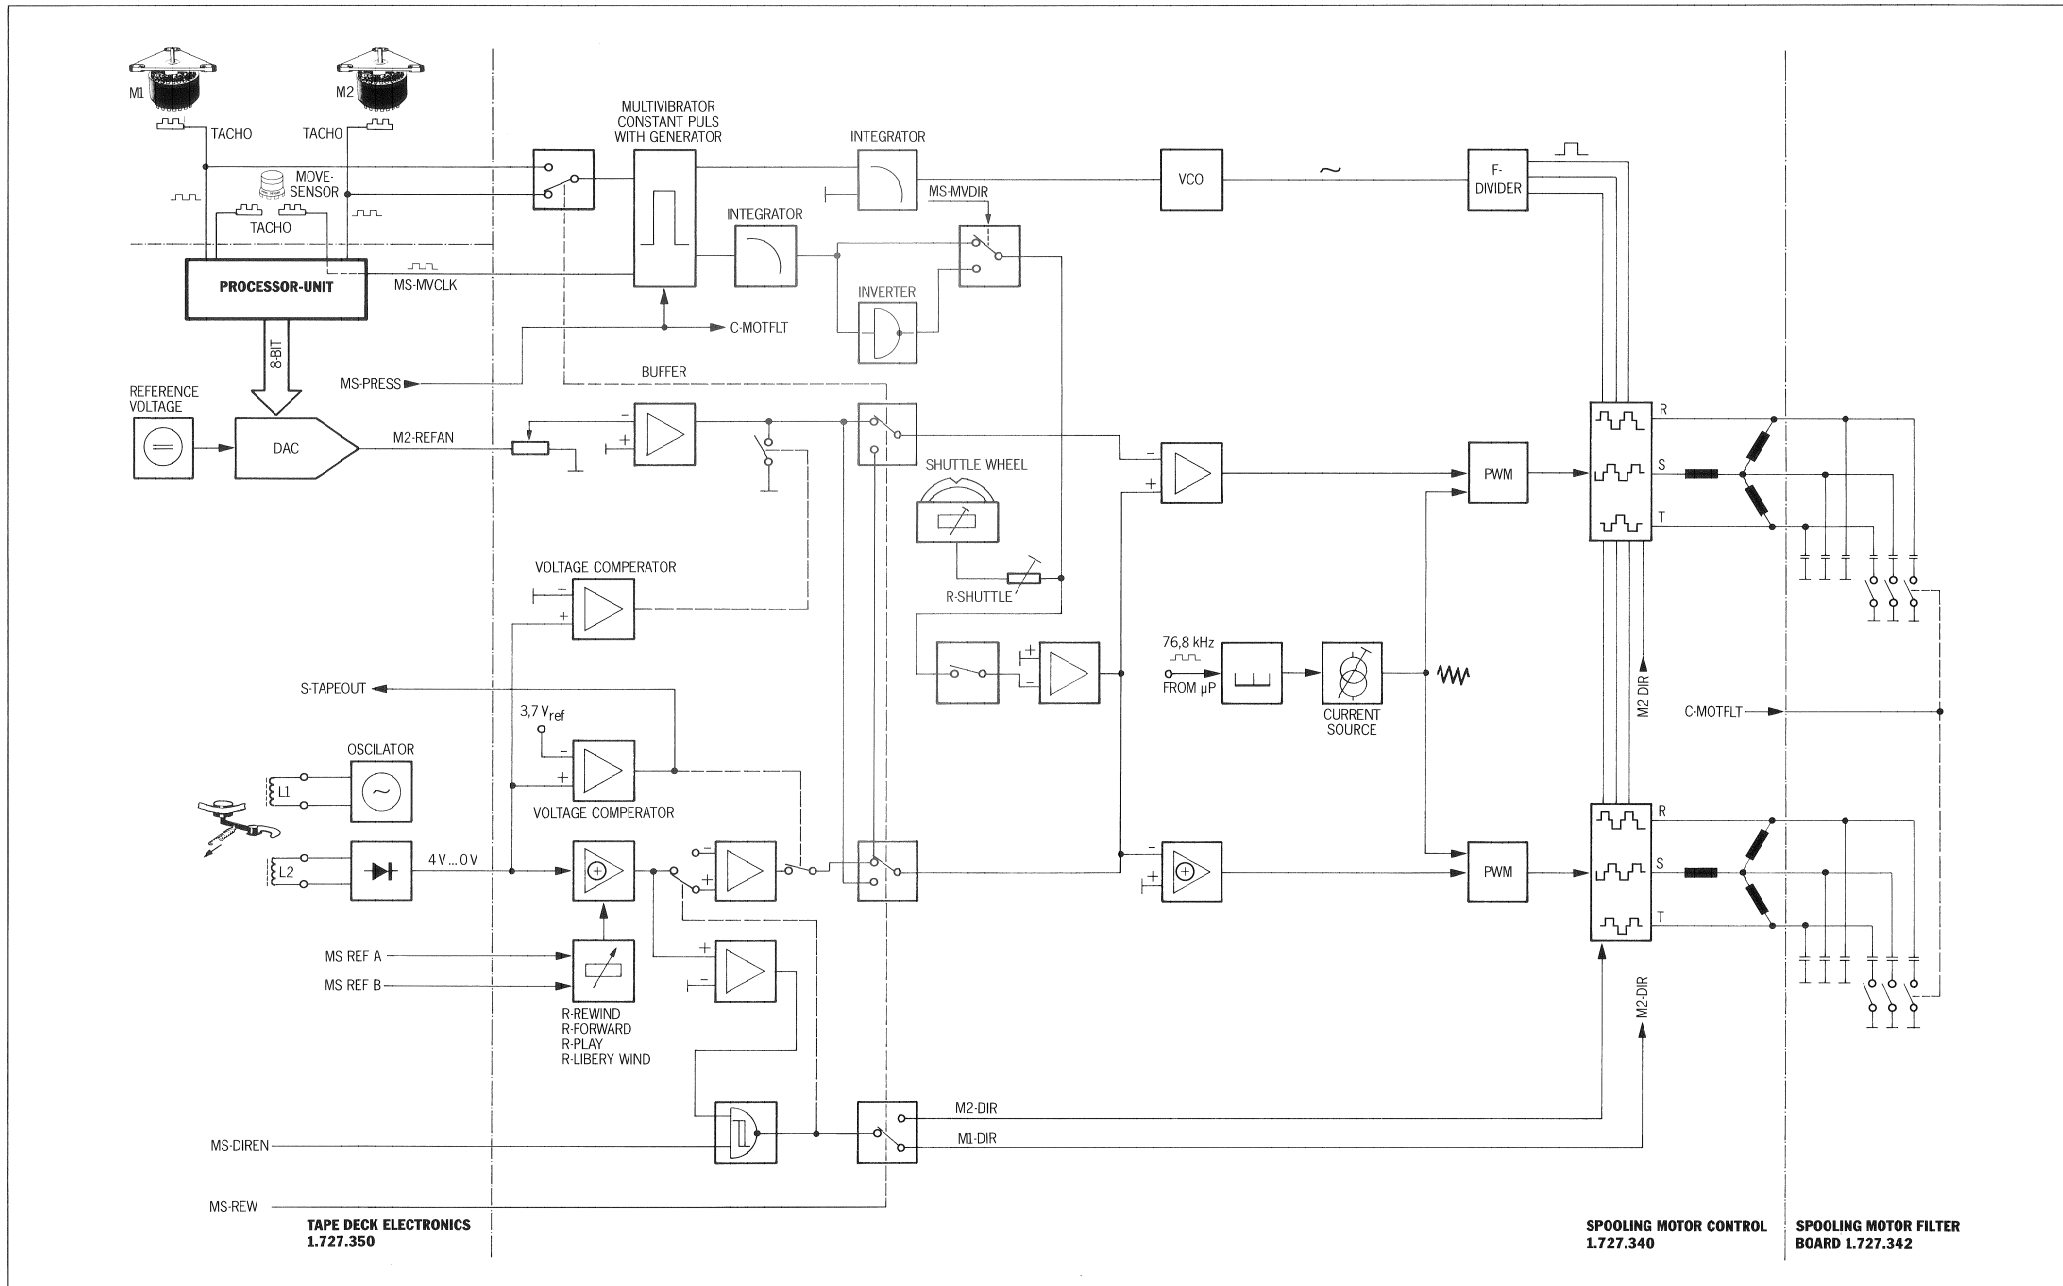 M1
M2
TACHO
TACHO
MOVE-
SENSOR
TACHO
PROCESSOR-UNIT
MS-MVCLK
8-BIT
MS-PRESS
REFERENCE
VOLTAGE
DAC
M2-REFAN
MULTIVIBRATOR
CONSTANT PULS
WITH GENERATOR
INTEGRATOR
INTEGRATOR
MS-MVDIR
INVERTER
C-MOTFLT
BUFFER
VCO
~
F-
DIVIDER
-
+
SHUTTLE WHEEL
R-SHUTTLE
-
+
PWM
R
S
T
VOLTAGE COMPERATOR
-
+
+
-
76,8 kHz
FROM µP
CURRENT
SOURCE
M2 DIR
C-MOTFLT
S-TAPEOUT
3,7 Vref
-
+
VOLTAGE COMPERATOR
OSCILATOR
L1
~
L2
4 V...0 V
+
-
+
-
+
+
PWM
R
S
T
MS REF A
MS REF B
R-REWIND
R-FORWARD
R-PLAY
R-LIBERY WIND
+
-
M2-DIR
MS-DIREN
M2-DIR
M1-DIR
MS-REW
TAPE DECK ELECTRONICS
1.727.350
SPOOLING MOTOR CONTROL
1.727.340
SPOOLING MOTOR FILTER
BOARD 1.727.342